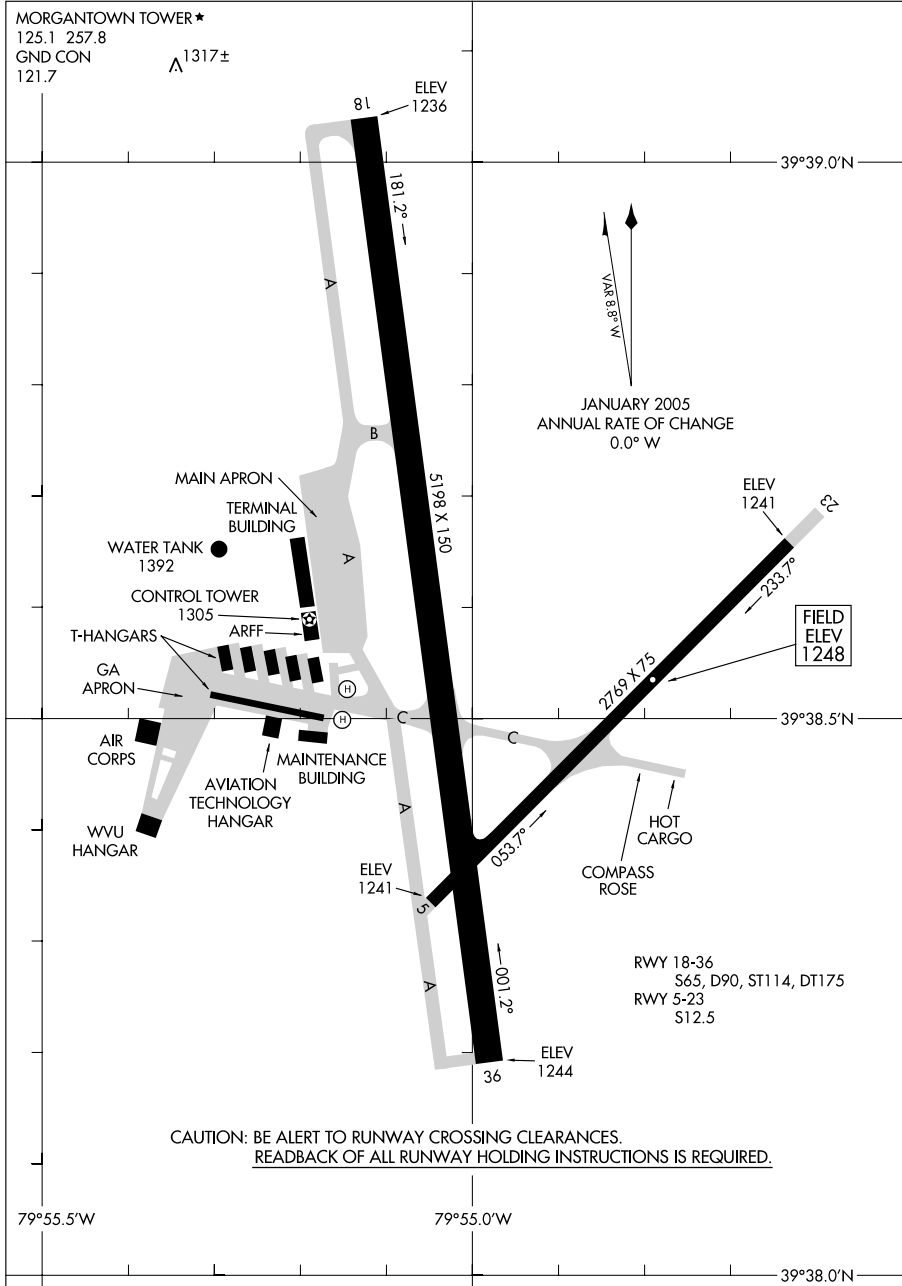 MORGANTOWN TOWER★
125.1 257.8
GND CON
121.7
1317±
ELEV
1236
18
39°39.0'N
181.2°
A
VAR 8.8° W
JANUARY 2005
ANNUAL RATE OF CHANGE
0.0° W
B
MAIN APRON
TERMINAL
BUILDING
5198 X 150
ELEV
1241
23
WATER TANK
1392
A
233.7°
CONTROL TOWER
1305
ARFF
T-HANGARS
FIELD
ELEV
1248
GA
APRON
2769 X 75
H
H
C
39°38.5'N
C
AIR
CORPS
MAINTENANCE
BUILDING
AVIATION
TECHNOLOGY
HANGAR
A
WVU
HANGAR
HOT
CARGO
053.7°
COMPASS
ROSE
ELEV
1241
5
RWY 18-36
S65, D90, ST114, DT175
RWY 5-23
S12.5
A
001.2°
ELEV
1244
36
CAUTION: BE ALERT TO RUNWAY CROSSING CLEARANCES.
READBACK OF ALL RUNWAY HOLDING INSTRUCTIONS IS REQUIRED.
79°55.5'W
79°55.0'W
39°38.0'N